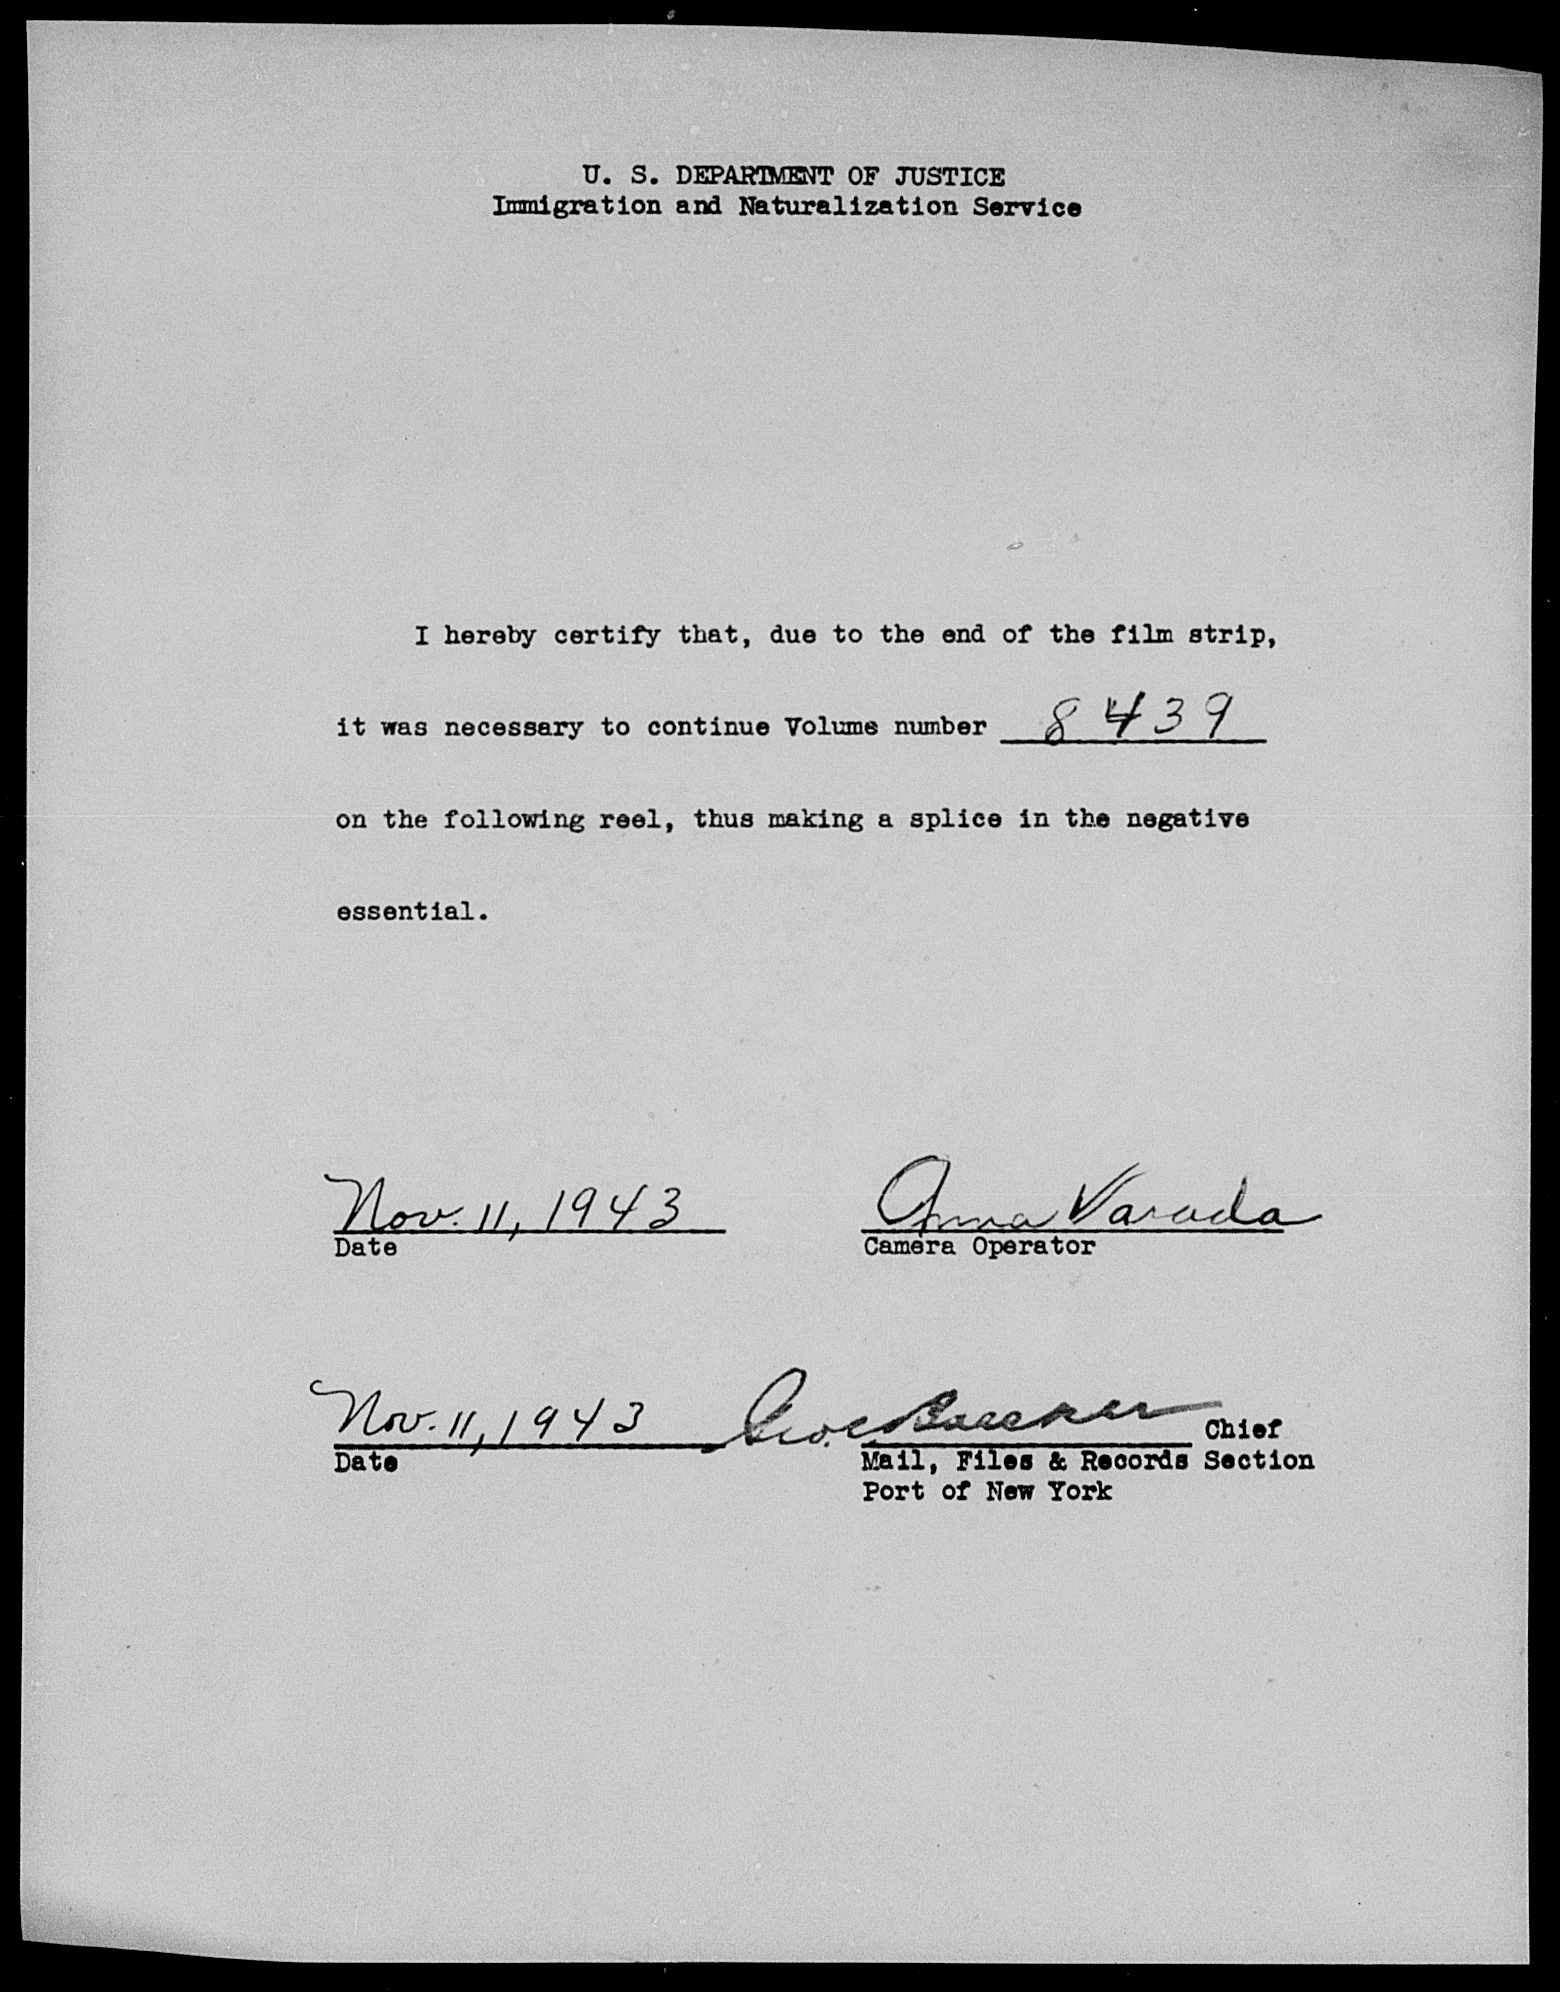 U. S. DEPARTMENT OF JUSTICE
Immigration and Naturalization Service
I hereby certify that, due to the end of the film strip,
it was necessary to continue Volume number 8439
on the following reel, thus making a splice in the negative
essential.
Nov. 11, 1943 Anna Varada
Date Camera Operator
Nov. 11, 1943 Geo. C. Chief
Date Mail, Files & Records Section
Port of New York